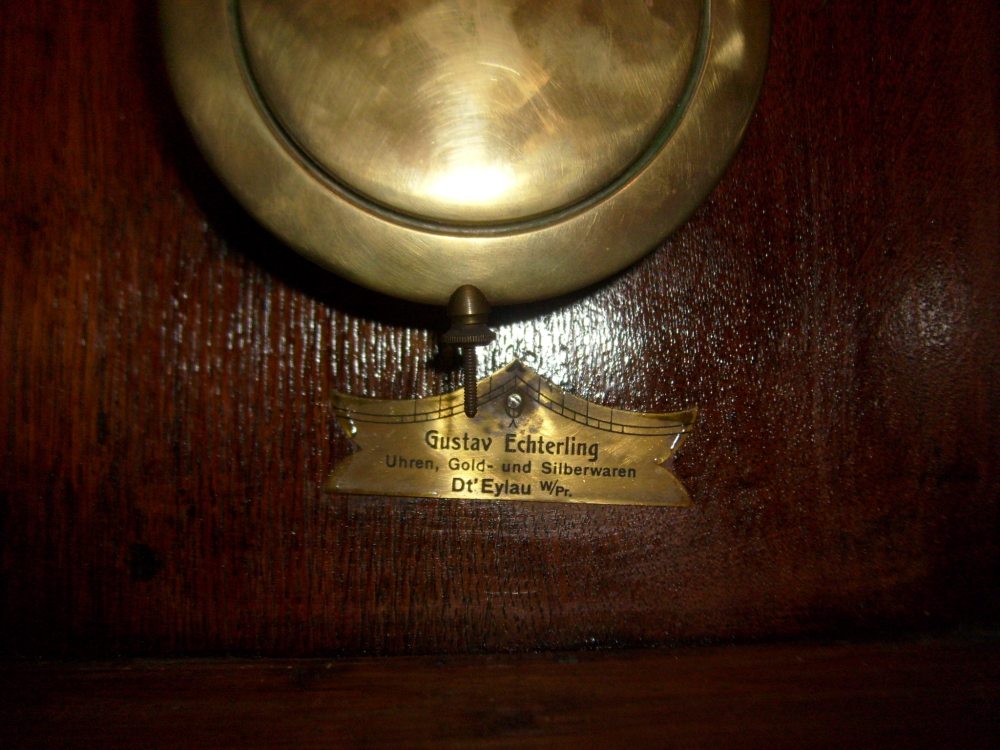 Gustav Echterling
Uhren, Gold- und Silberwaren
Dt' Eylau W/Pr.